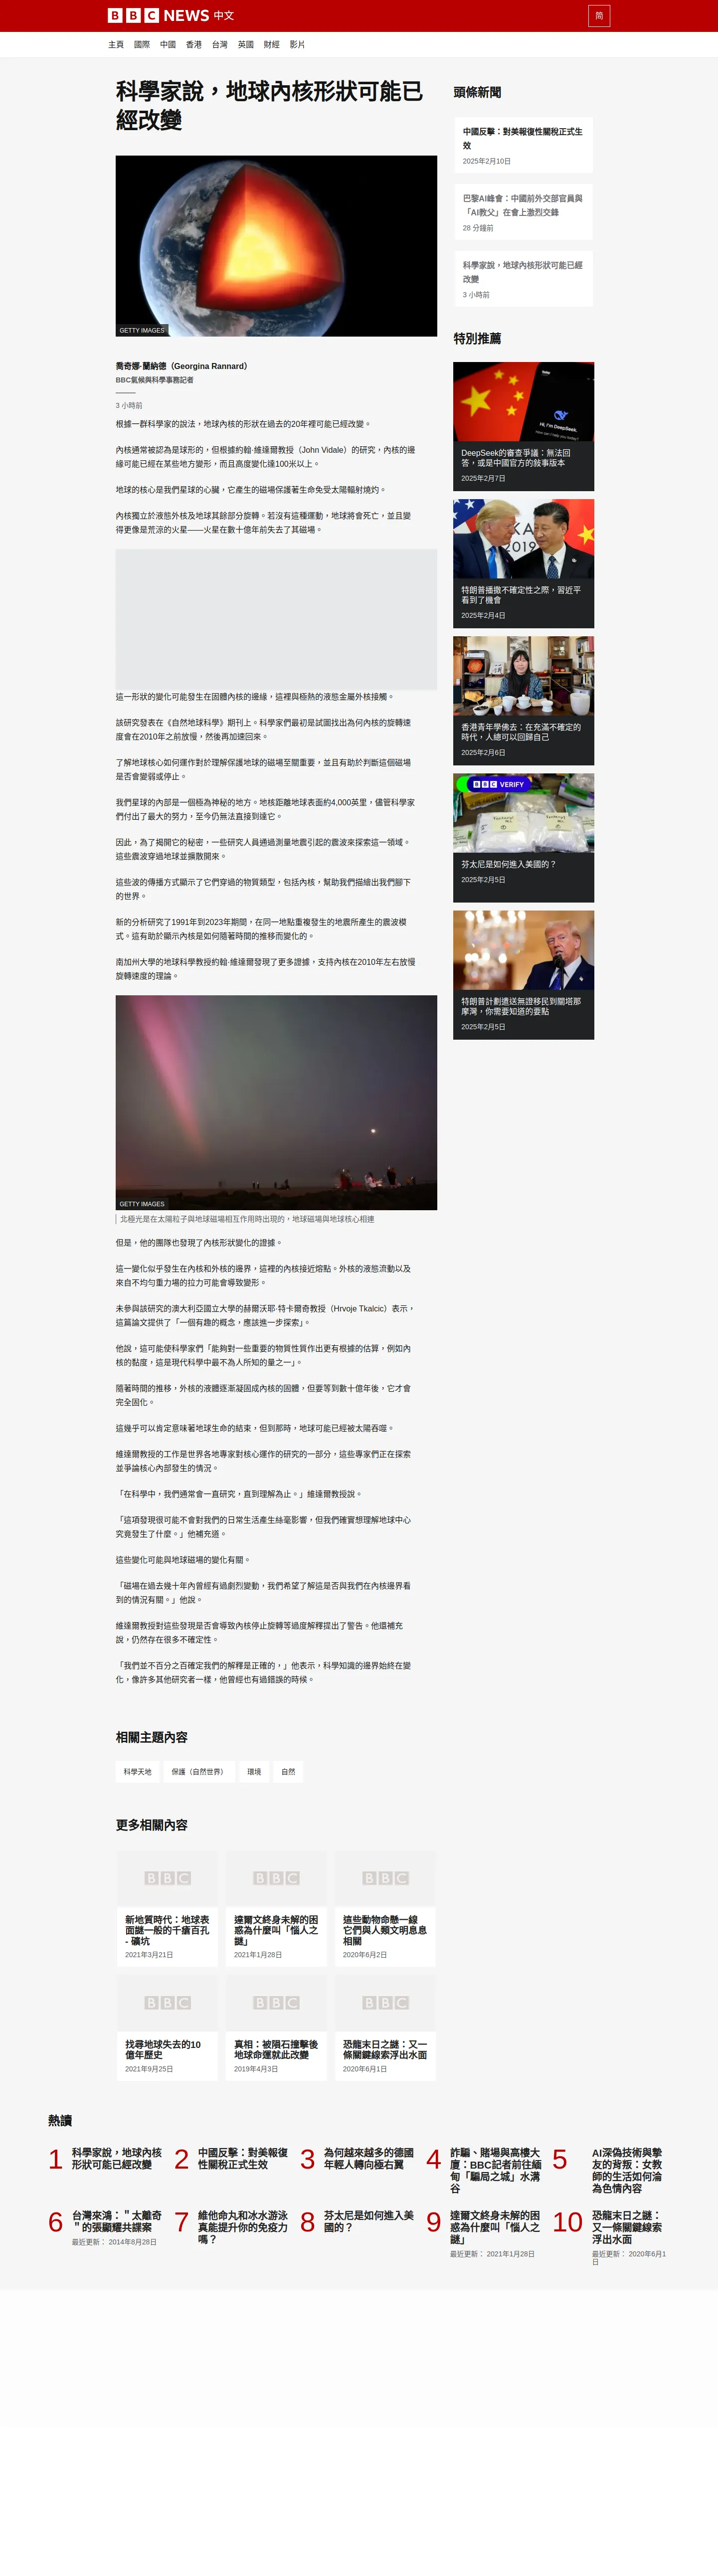 BBC NEWS 中文
简
主頁 國際 中國 香港 台灣 英國 財經 影片
科學家說，地球內核形狀可能已
經改變
GETTY IMAGES
喬奇娜·蘭納德（Georgina Rannard）
BBC氣候與科學事務記者
3 小時前
根據一群科學家的說法，地球內核的形狀在過去的20年裡可能已經改變。
內核通常被認為是球形的，但根據約翰·維達爾教授（John Vidale）的研究，內核的邊
緣可能已經在某些地方變形，而且高度變化達100米以上。
地球的核心是我們星球的心臟，它產生的磁場保護著生命免受太陽輻射燒灼。
內核獨立於液態外核及地球其餘部分旋轉。若沒有這種運動，地球將會死亡，並且變
得更像是荒涼的火星——火星在數十億年前失去了其磁場。
這一形狀的變化可能發生在固體內核的邊緣，這裡與極熱的液態金屬外核接觸。
該研究發表在《自然地球科學》期刊上。科學家們最初是試圖找出為何內核的旋轉速
度會在2010年之前放慢，然後再加速回來。
了解地球核心如何運作對於理解保護地球的磁場至關重要，並且有助於判斷這個磁場
是否會變弱或停止。
我們星球的內部是一個極為神秘的地方。地核距離地球表面約4,000英里，儘管科學家
們付出了最大的努力，至今仍無法直接到達它。
因此，為了揭開它的秘密，一些研究人員通過測量地震引起的震波來探索這一領域。
這些震波穿過地球並擴散開來。
這些波的傳播方式顯示了它們穿過的物質類型，包括內核，幫助我們描繪出我們腳下
的世界。
新的分析研究了1991年到2023年期間，在同一地點重複發生的地震所產生的震波模
式。這有助於顯示內核是如何隨著時間的推移而變化的。
南加州大學的地球科學教授約翰·維達爾發現了更多證據，支持內核在2010年左右放慢
旋轉速度的理論。
GETTY IMAGES
北極光是在太陽粒子與地球磁場相互作用時出現的，地球磁場與地球核心相連
但是，他的團隊也發現了內核形狀變化的證據。
這一變化似乎發生在內核和外核的邊界，這裡的內核接近熔點。外核的液態流動以及
來自不均勻重力場的拉力可能會導致變形。
未參與該研究的澳大利亞國立大學的赫爾沃耶·特卡爾奇教授（Hrvoje Tkalcic）表示，
這篇論文提供了「一個有趣的概念，應該進一步探索」。
他說，這可能使科學家們「能夠對一些重要的物質性質作出更有根據的估算，例如內
核的黏度，這是現代科學中最不為人所知的量之一」。
隨著時間的推移，外核的液體逐漸凝固成內核的固體，但要等到數十億年後，它才會
完全固化。
這幾乎可以肯定意味著地球生命的結束，但到那時，地球可能已經被太陽吞噬。
維達爾教授的工作是世界各地專家對核心運作的研究的一部分，這些專家們正在探索
並爭論核心內部發生的情況。
「在科學中，我們通常會一直研究，直到理解為止。」維達爾教授說。
「這項發現很可能不會對我們的日常生活產生絲毫影響，但我們確實想理解地球中心
究竟發生了什麼。」他補充道。
這些變化可能與地球磁場的變化有關。
「磁場在過去幾十年內曾經有過劇烈變動，我們希望了解這是否與我們在內核邊界看
到的情況有關。」他說。
維達爾教授對這些發現是否會導致內核停止旋轉等過度解釋提出了警告。他還補充
說，仍然存在很多不確定性。
「我們並不百分之百確定我們的解釋是正確的，」他表示，科學知識的邊界始終在變
化，像許多其他研究者一樣，他曾經也有過錯誤的時候。
相關主題內容
科學天地 保護（自然世界） 環境 自然
更多相關內容
BBC BBC BBC
新地質時代：地球表
面謎一般的千瘡百孔
- 礦坑
2021年3月21日
達爾文終身未解的困
惑為什麼叫「惱人之
謎」
2021年1月28日
這些動物命懸一線
它們與人類文明息息
相關
2020年6月2日
BBC BBC BBC
找尋地球失去的10
億年歷史
2021年9月25日
真相：被隕石撞擊後
地球命運就此改變
2019年4月3日
恐龍末日之謎：又一
條關鍵線索浮出水面
2020年6月1日
頭條新聞
中國反擊：對美報復性關稅正式生
效
2025年2月10日
巴黎AI峰會：中國前外交部官員與
「AI教父」在會上激烈交鋒
28 分鐘前
科學家說，地球內核形狀可能已經
改變
3 小時前
特別推薦
Hi, I'm DeepSeek.
DeepSeek的審查爭議：無法回
答，或是中國官方的敍事版本
2025年2月7日
KA
2019
特朗普播撒不確定性之際，習近平
看到了機會
2025年2月4日
香港青年學佛去：在充滿不確定的
時代，人總可以回歸自己
2025年2月6日
BBC VERIFY
芬太尼是如何進入美國的？
2025年2月5日
特朗普計劃遣送無證移民到關塔那
摩灣，你需要知道的要點
2025年2月5日
熱讀
1 科學家說，地球內核
形狀可能已經改變
2 中國反擊：對美報復
性關稅正式生效
3 為何越來越多的德國
年輕人轉向極右翼
4 詐騙、賭場與高樓大
廈：BBC記者前往緬
甸「騙局之城」水溝
谷
5 AI深偽技術與摯
友的背叛：女教
師的生活如何淪
為色情內容
6 台灣來鴻：＂太離奇
＂的張顯耀共諜案
最近更新： 2014年8月28日
7 維他命丸和冰水游泳
真能提升你的免疫力
嗎？
8 芬太尼是如何進入美
國的？
9 達爾文終身未解的困
惑為什麼叫「惱人之
謎」
最近更新： 2021年1月28日
10 恐龍末日之謎：
又一條關鍵線索
浮出水面
最近更新： 2020年6月1
日